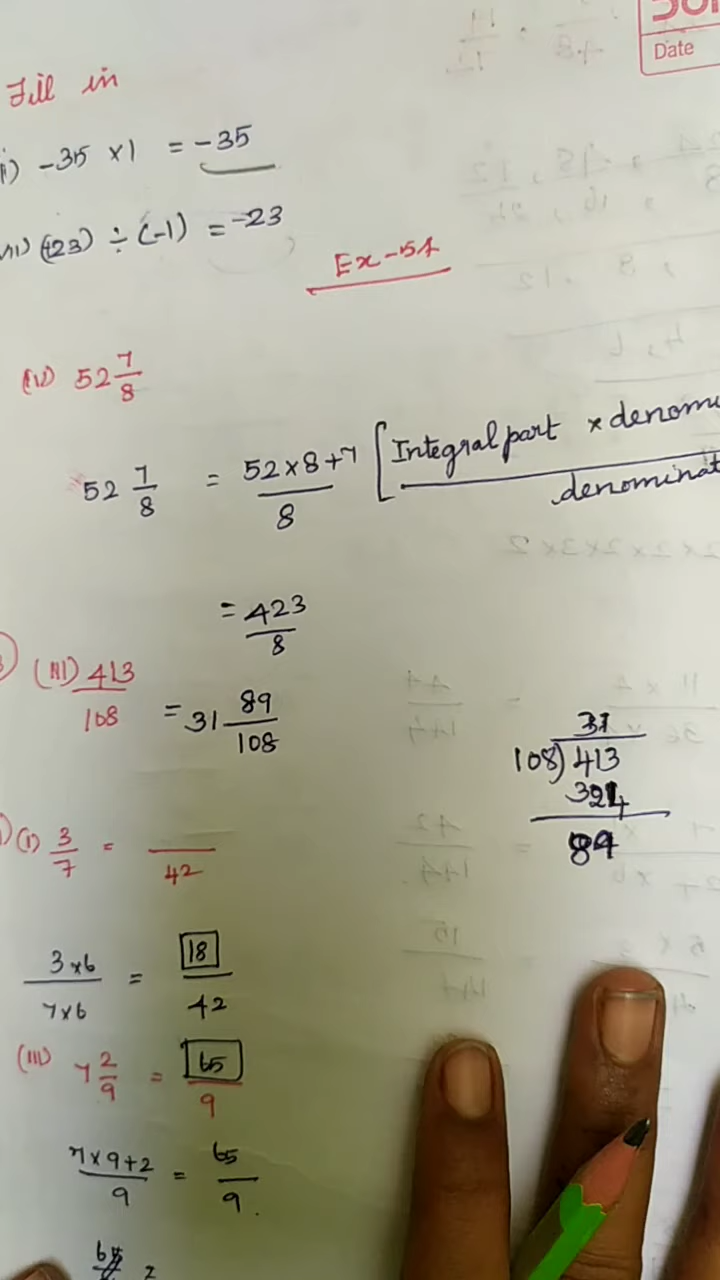 Fill in
i) -35 × 1 = -35
(+23) ÷ (-1) = -23
Ex-54
(iv) 52 7/8
52 7/8 = 52×8+7/8 [Integral part × denom
denominat
= 423/8
(iii) 413/108 = 31 89/108
31
108) 413
324
89
(i) 3/7 = /42
3×6/7×6 = 18/42
(iii) 7 2/9 = 65/9
7×9+2/9 = 65/9.
Date